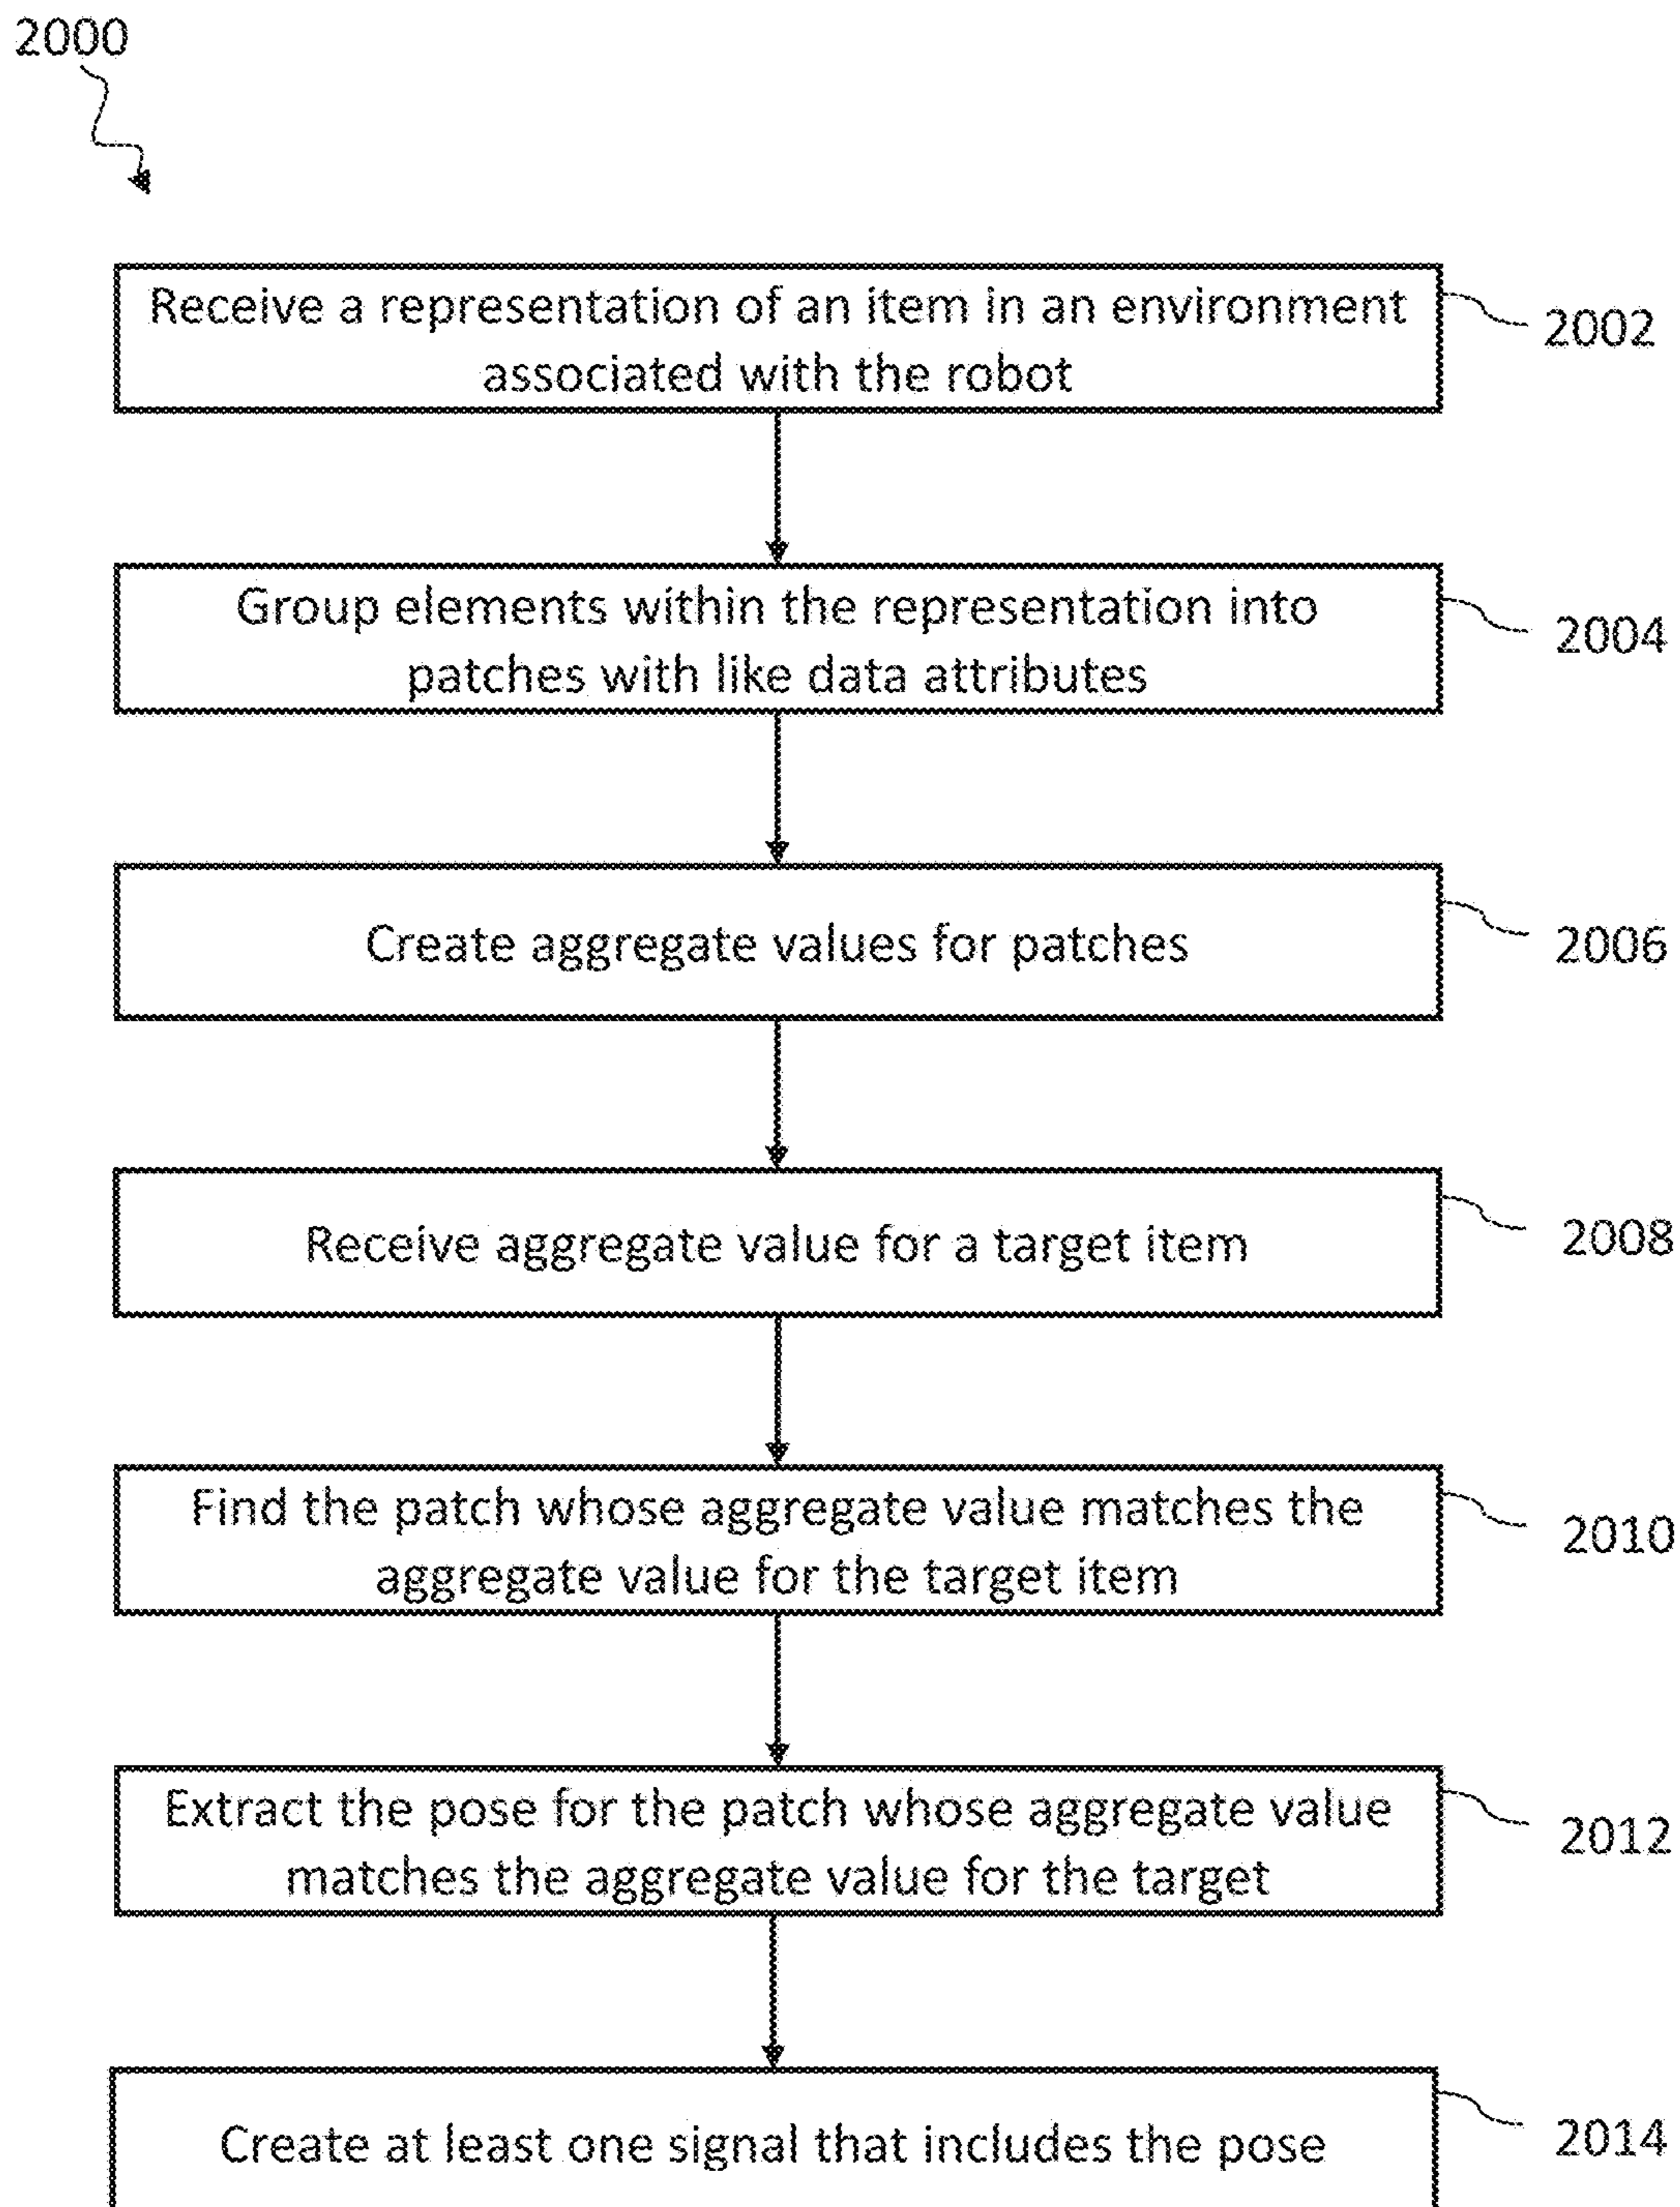 2000
Receive a representation of an item in an environment
associated with the robot
2002
Group elements within the representation into
patches with like data attributes
2004
Create aggregate values for patches
2006
Receive aggregate value for a target item
2008
Find the patch whose aggregate value matches the
aggregate value for the target item
2010
Extract the pose for the patch whose aggregate value
matches the aggregate value for the target
2012
Create at least one signal that includes the pose
2014